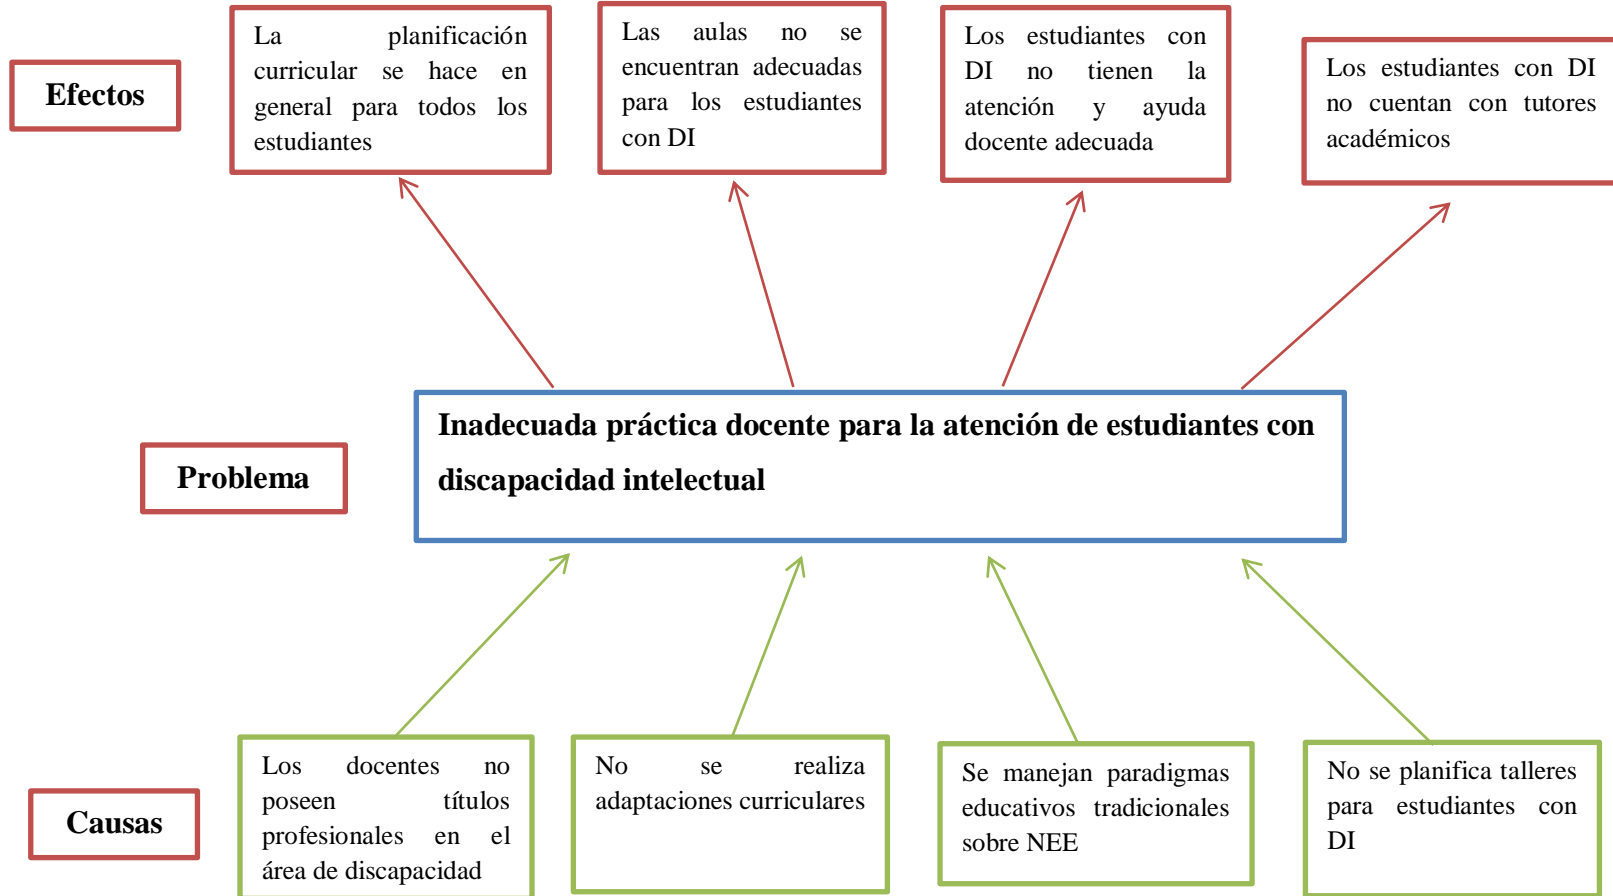 Efectos
La planificación
curricular se hace en
general para todos los
estudiantes
Las aulas no se
encuentran adecuadas
para los estudiantes
con DI
Los estudiantes con
DI no tienen la
atención y ayuda
docente adecuada
Los estudiantes con DI
no cuentan con tutores
académicos
Problema
Inadecuada práctica docente para la atención de estudiantes con
discapacidad intelectual
Causas
Los docentes no
poseen títulos
profesionales en el
área de discapacidad
No se realiza
adaptaciones curriculares
Se manejan paradigmas
educativos tradicionales
sobre NEE
No se planifica talleres
para estudiantes con
DI